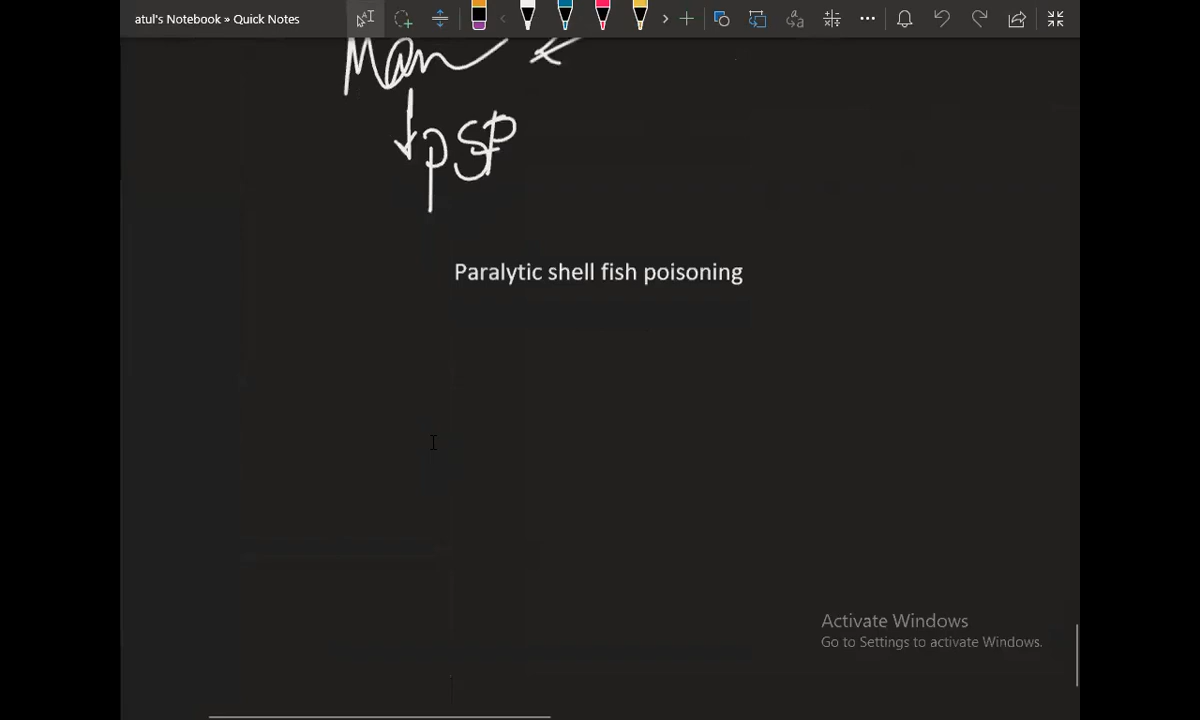 atul's Notebook » Quick Notes
Man
PSP
Paralytic shell fish poisoning
Activate Windows
Go to Settings to activate Windows.